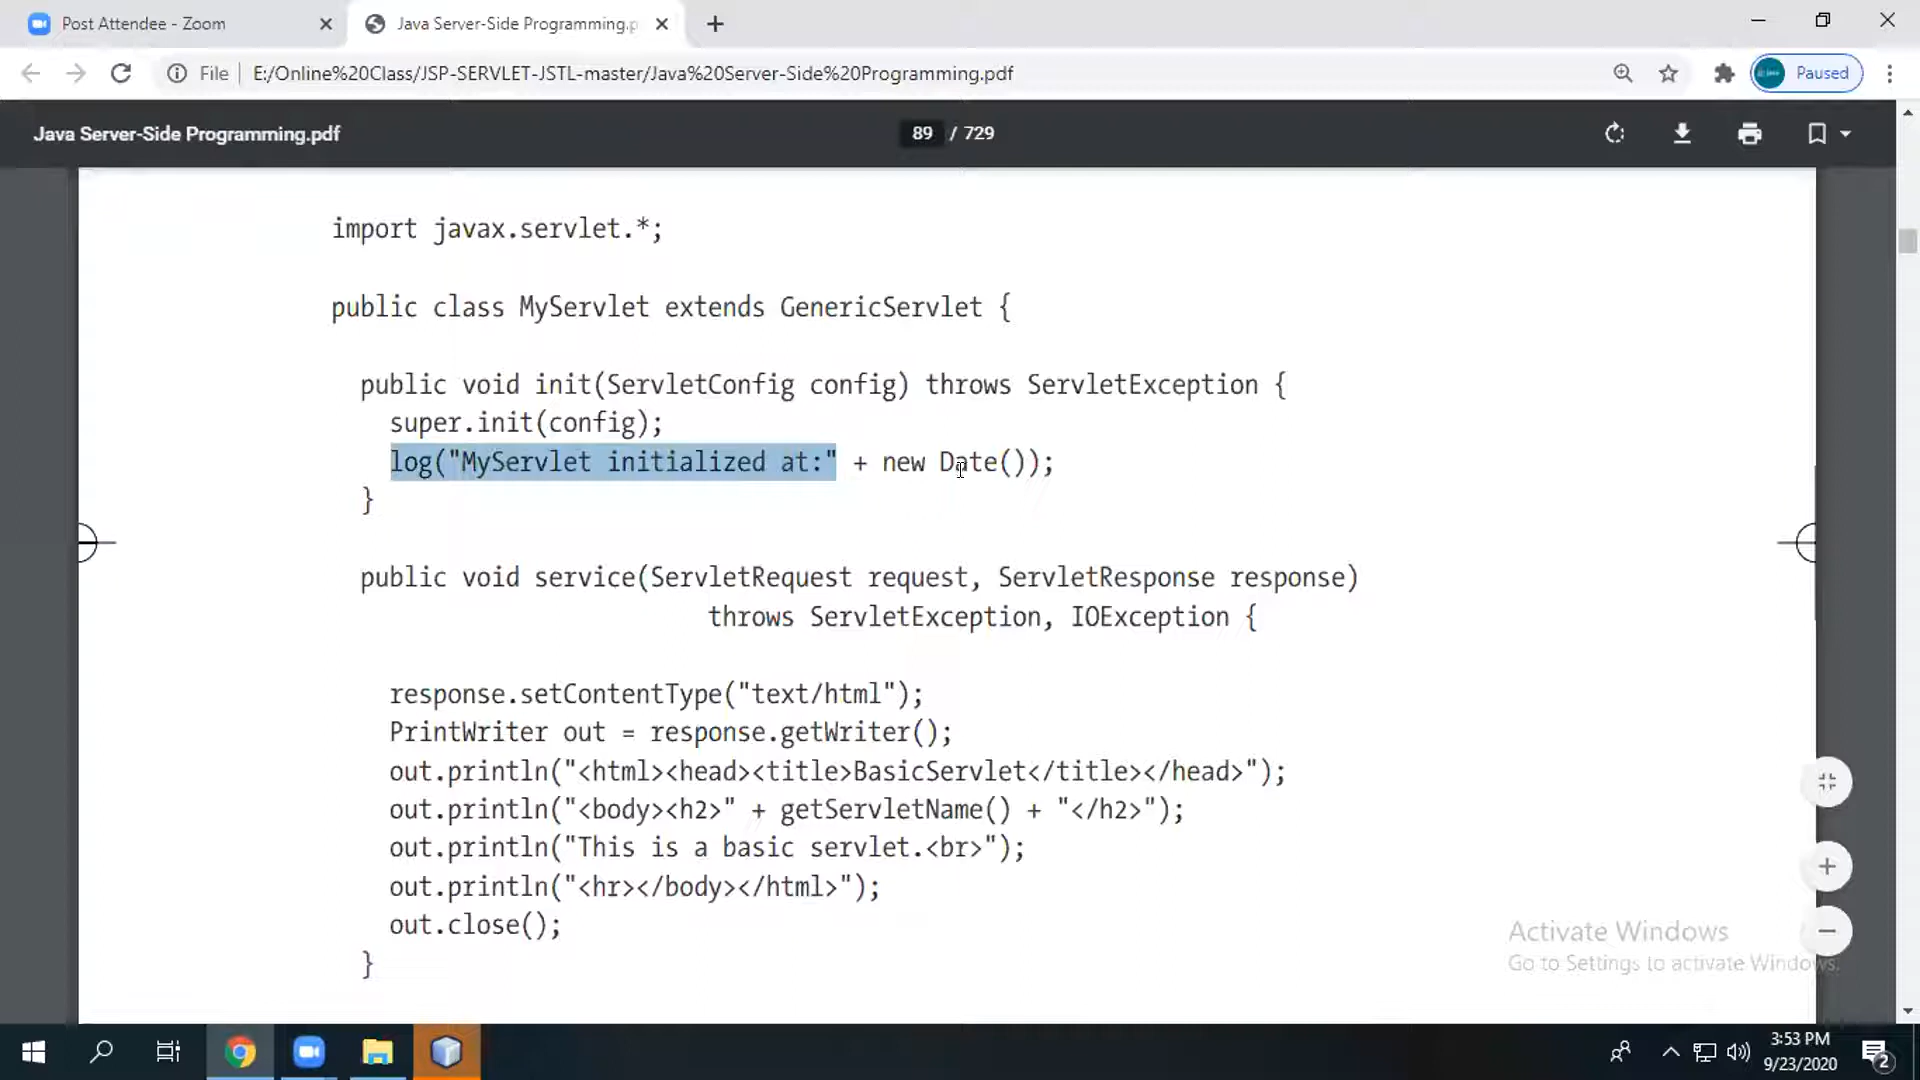 Post Attendee - Zoom
Java Server-Side Programming.p
File
E:/Online%20Class/JSP-SERVLET-JSTL-master/Java%20Server-Side%20Programming.pdf
Paused
Java Server-Side Programming.pdf
89 / 729
import javax.servlet.*;
public class MyServlet extends GenericServlet {
public void init(ServletConfig config) throws ServletException {
super.init(config);
log("MyServlet initialized at:" + new Date());
}
public void service(ServletRequest request, ServletResponse response)
throws ServletException, IOException {
response.setContentType("text/html");
PrintWriter out = response.getWriter();
out.println("<html><head><title>BasicServlet</title></head>");
out.println("<body><h2>" + getServletName() + "</h2>");
out.println("This is a basic servlet.<br>");
out.println("<hr></body></html>");
out.close();
}
Activate Windows
Go to Settings to activate Windows.
3:53 PM
9/23/2020
2